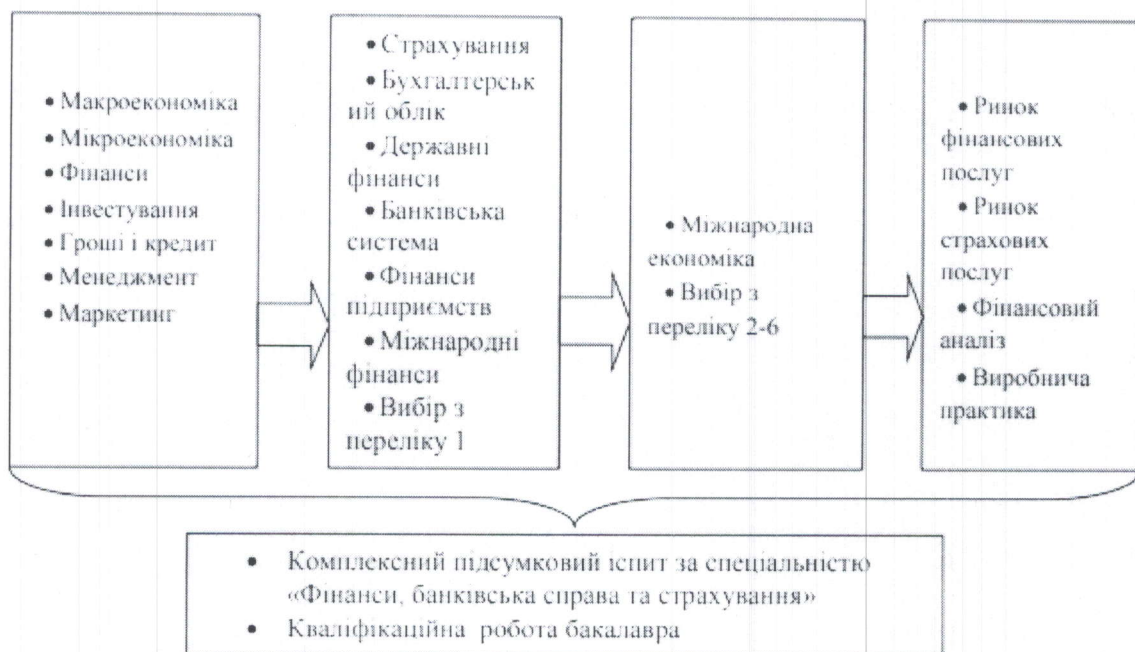 • Макроекономіка
• Мікроекономіка
• Фінанси
• Інвестування
• Гроші і кредит
• Менеджмент
• Маркетинг
• Страхування
• Бухгалтерськ
ий облік
• Державні
фінанси
• Банківська
система
• Фінанси
підприємств
• Міжнародні
фінанси
• Вибір з
переліку 1
• Міжнародна
економіка
• Вибір з
переліку 2-6
• Ринок
фінансових
послуг
• Ринок
страхових
послуг
• Фінансовий
аналіз
• Виробнича
практика
• Комплексний підсумковий іспит за спеціальністю
«Фінанси, банківська справа та страхування»
• Кваліфікаційна робота бакалавра